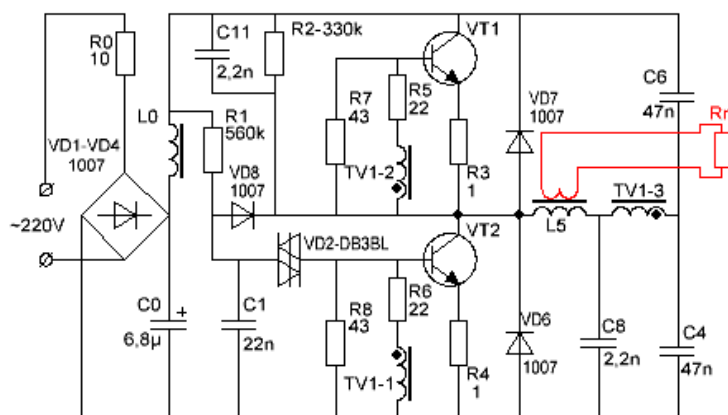 R0
10
C11
2,2n
R2-330k
VT1
C6
47n
Rг
L0
R1
560k
R7
43
R5
22
VD7
1007
VD1-VD4
1007
VD8
1007
TV1-2
R3
1
TV1-3
~220V
VT2
L5
VD2-DB3BL
C0
+
6,8µ
C1
22n
R8
43
R6
22
TV1-1
R4
1
VD6
1007
C8
2,2n
C4
47n